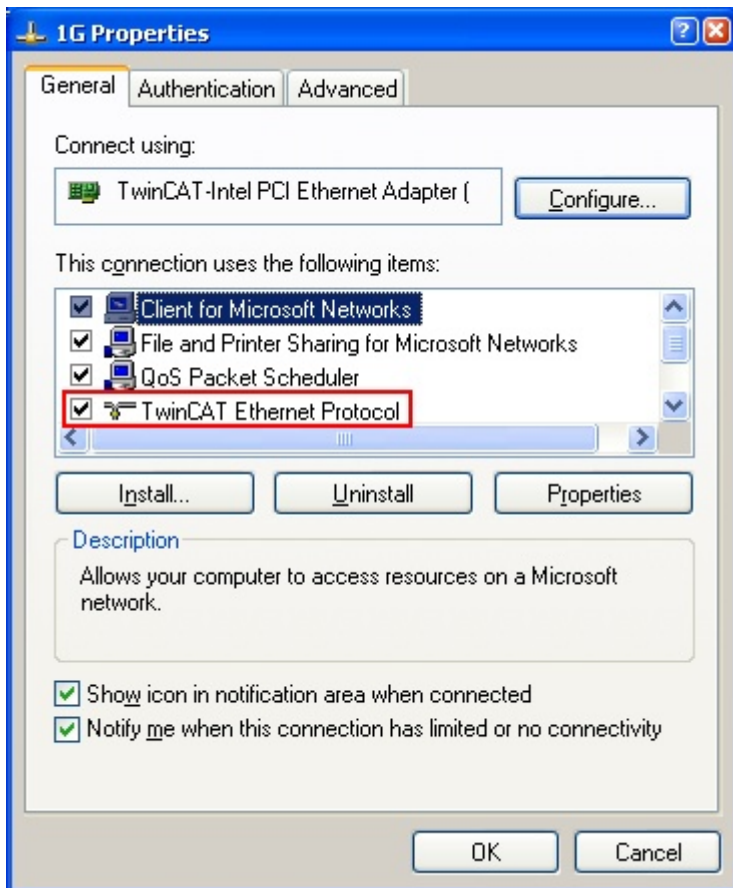 1G Properties
General Authentication Advanced
Connect using:
TwinCAT-Intel PCI Ethernet Adapter ( Configure...
This connection uses the following items:
Client for Microsoft Networks
File and Printer Sharing for Microsoft Networks
QoS Packet Scheduler
TwinCAT Ethernet Protocol
Install... Uninstall Properties
Description
Allows your computer to access resources on a Microsoft
network.
Show icon in notification area when connected
Notify me when this connection has limited or no connectivity
OK Cancel